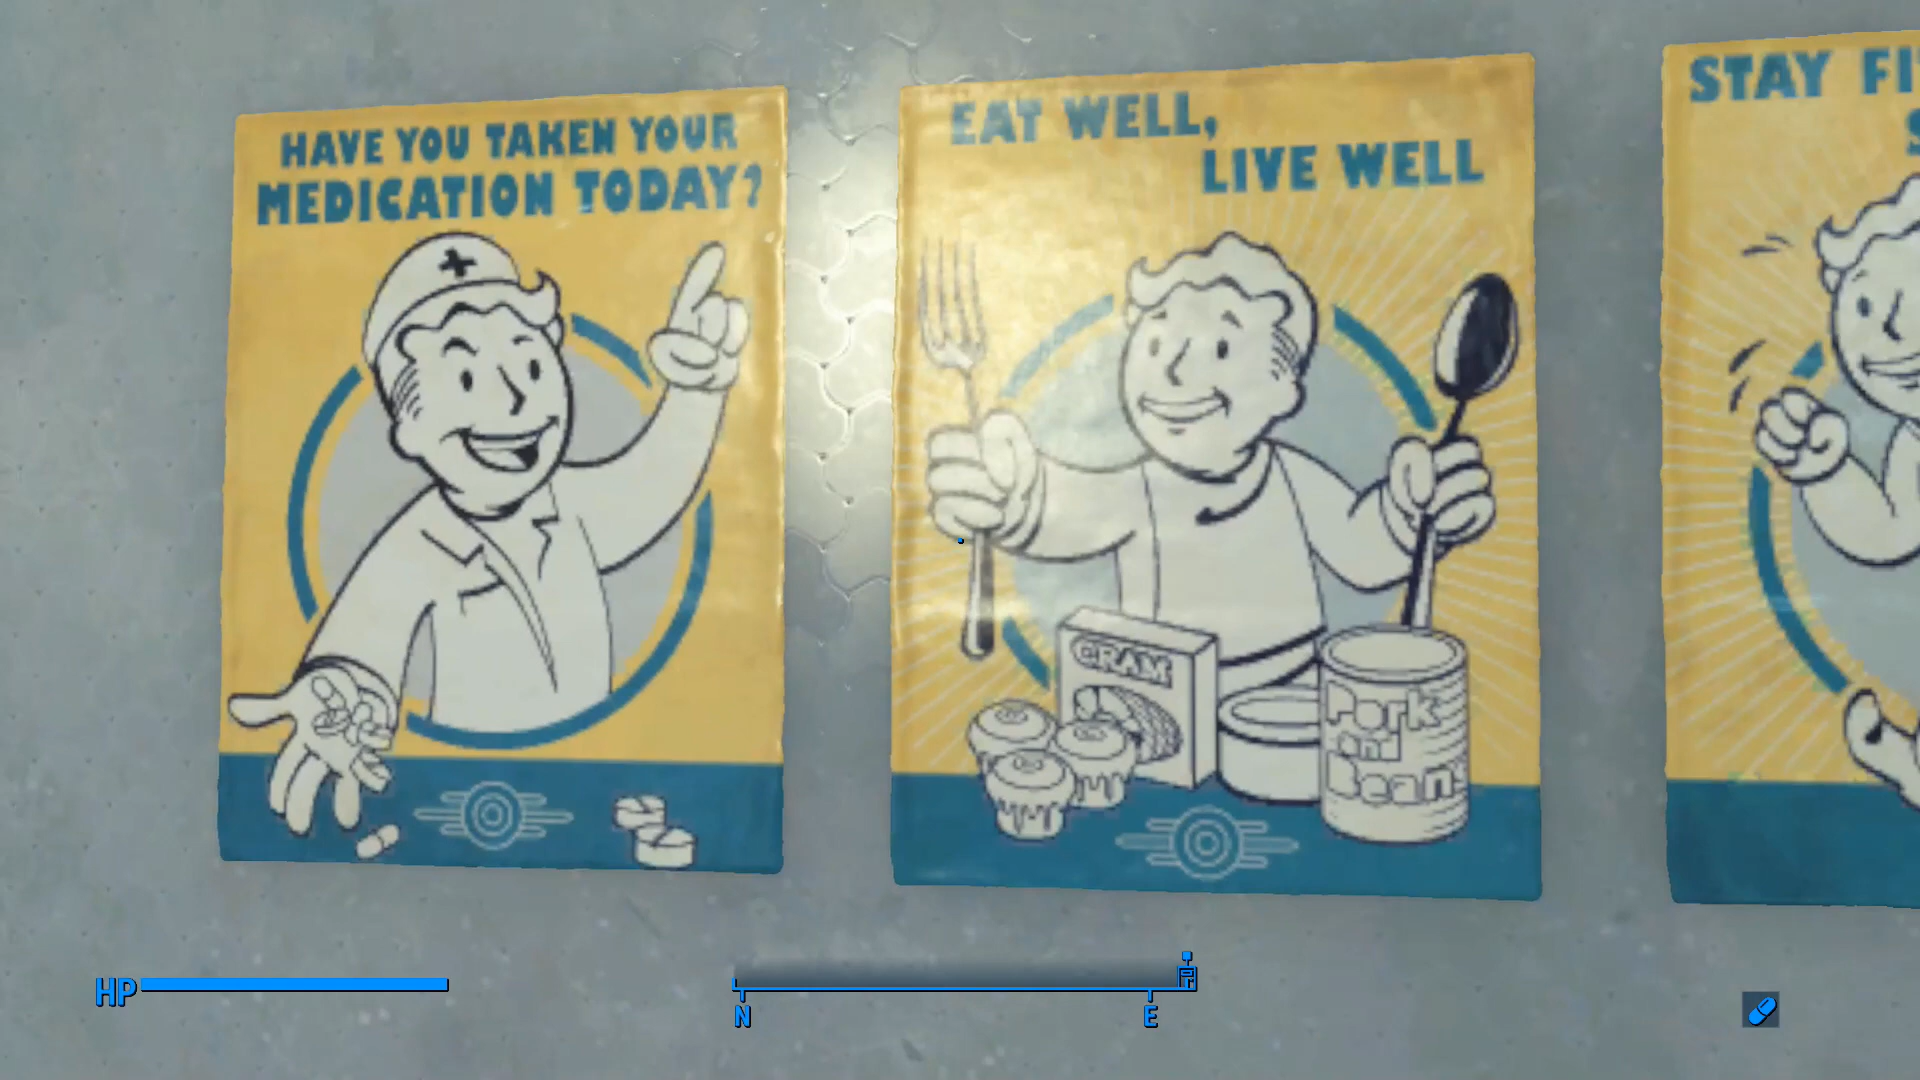 HAVE YOU TAKEN YOUR
MEDICATION TODAY?
EAT WELL,
LIVE WELL
CRAM
Pork
and
Beans
STAY
HP
N
E